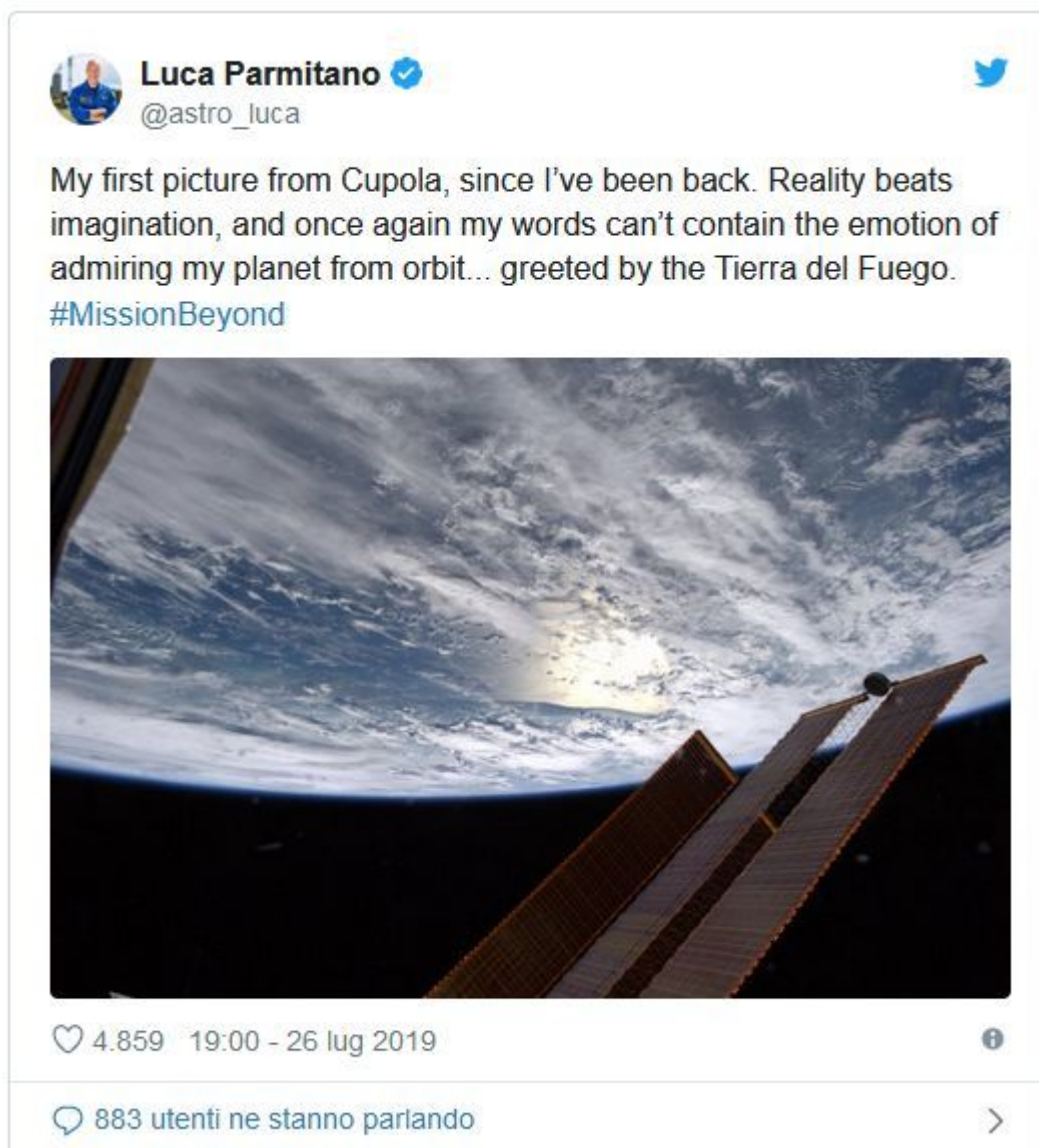 Luca Parmitano
@astro_luca
My first picture from Cupola, since I’ve been back. Reality beats
imagination, and once again my words can’t contain the emotion of
admiring my planet from orbit... greeted by the Tierra del Fuego.
#MissionBeyond
4.859 19:00 - 26 lug 2019
883 utenti ne stanno parlando